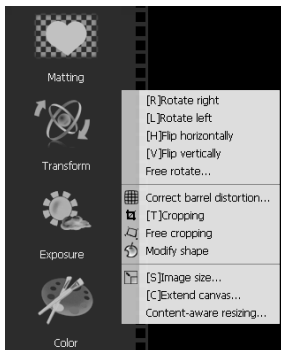 Matting
Transform
Exposure
Color
[R]Rotate right
[L]Rotate left
[H]Flip horizontally
[V]Flip vertically
Free rotate...
Correct barrel distortion...
[T]Cropping
Free cropping
Modify shape
[S]Image size...
[C]Extend canvas...
Content-aware resizing...